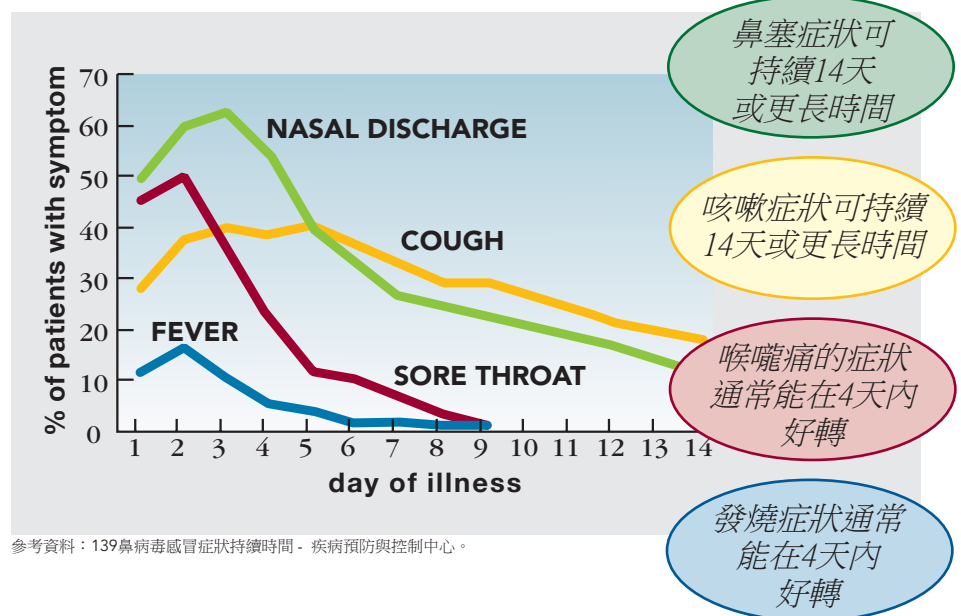 % of patients with symptom
70
60
50
40
30
20
10
0
NASAL DISCHARGE
COUGH
FEVER
SORE THROAT
1 2 3 4 5 6 7 8 9 10 11 12 13 14
day of illness
鼻塞症狀可
持續14天
或更長時間
咳嗽症狀可持續
14天或更長時間
喉嚨痛的症狀
通常能在4天內
好轉
發燒症狀通常
能在4天內
好轉
參考資料：139鼻病毒感冒症狀持續時間 - 疾病預防與控制中心。